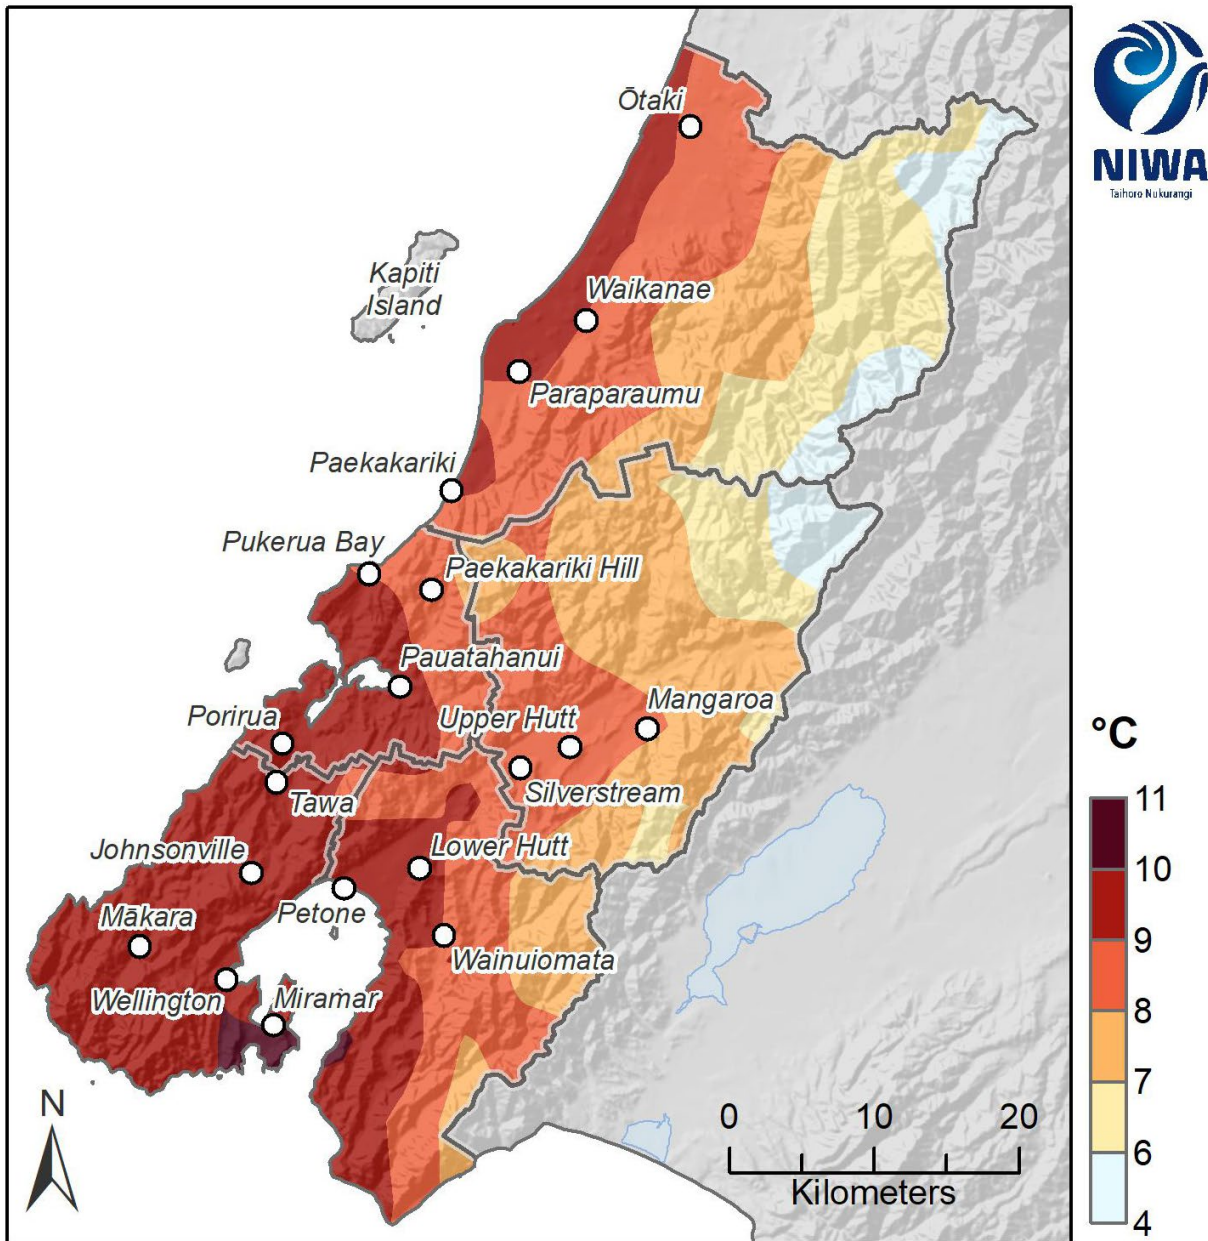 Ōtaki
NIWA
Taihoro Nukurangi
Kapiti
Island
Waikanae
Paraparaumu
Paekakariki
Pukerua Bay
Paekakariki Hill
Pauatahanui
Porirua
Upper Hutt
Mangaroa
Silverstream
Tawa
Johnsonville
Lower Hutt
Mākara
Petone
Wainuiomata
Wellington
Miramar
°C
11
10
9
8
7
6
4
N
0 10 20
Kilometers